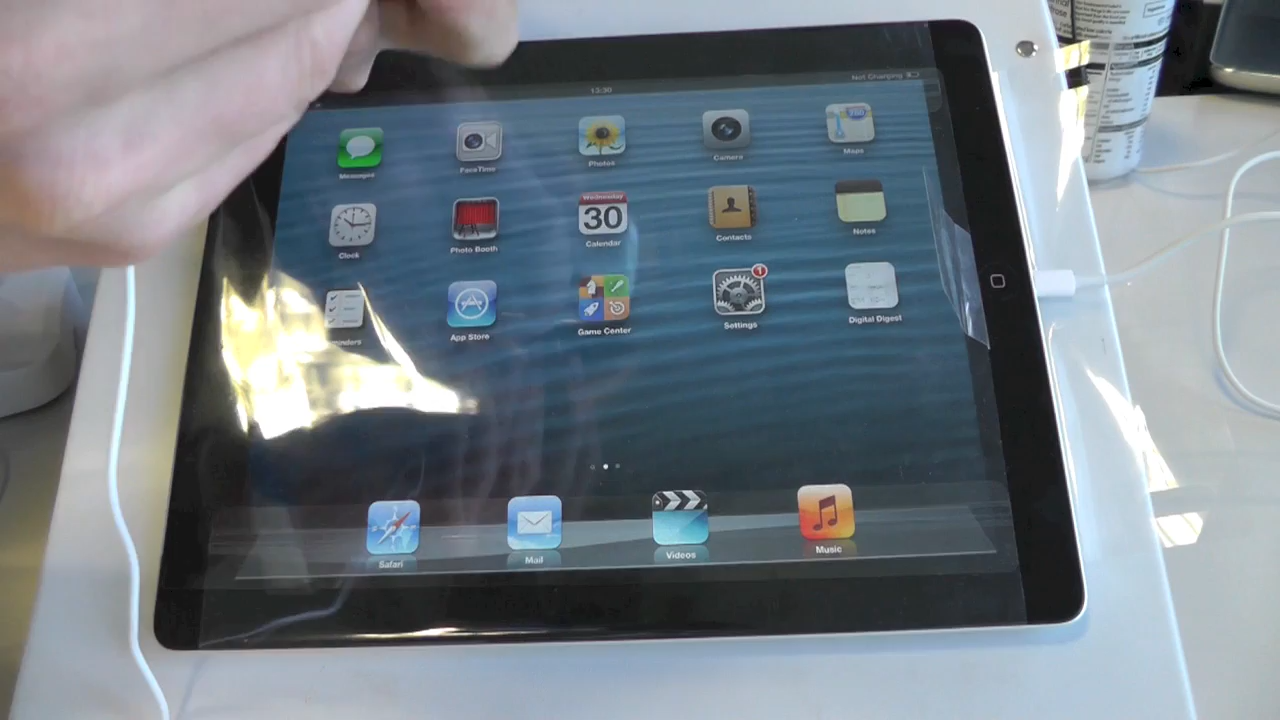 Not Charging
13:30
Messages
FaceTime
Photos
Camera
Maps
Clock
Photo Booth
Wednesday
30
Calendar
Contacts
Notes
minders
App Store
Game Center
1
Settings
Digital Digest
Safari
Mail
Videos
Music